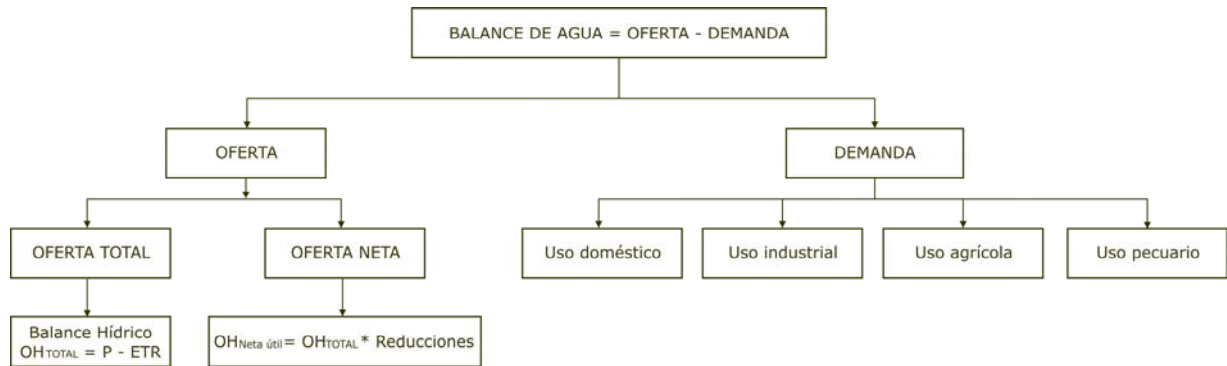 BALANCE DE AGUA = OFERTA - DEMANDA
OFERTA
DEMANDA
OFERTA TOTAL
OFERTA NETA
Uso doméstico
Uso industrial
Uso agrícola
Uso pecuario
Balance Hídrico
OHTOTAL = P - ETR
OHNeta útil = OHTOTAL * Reducciones